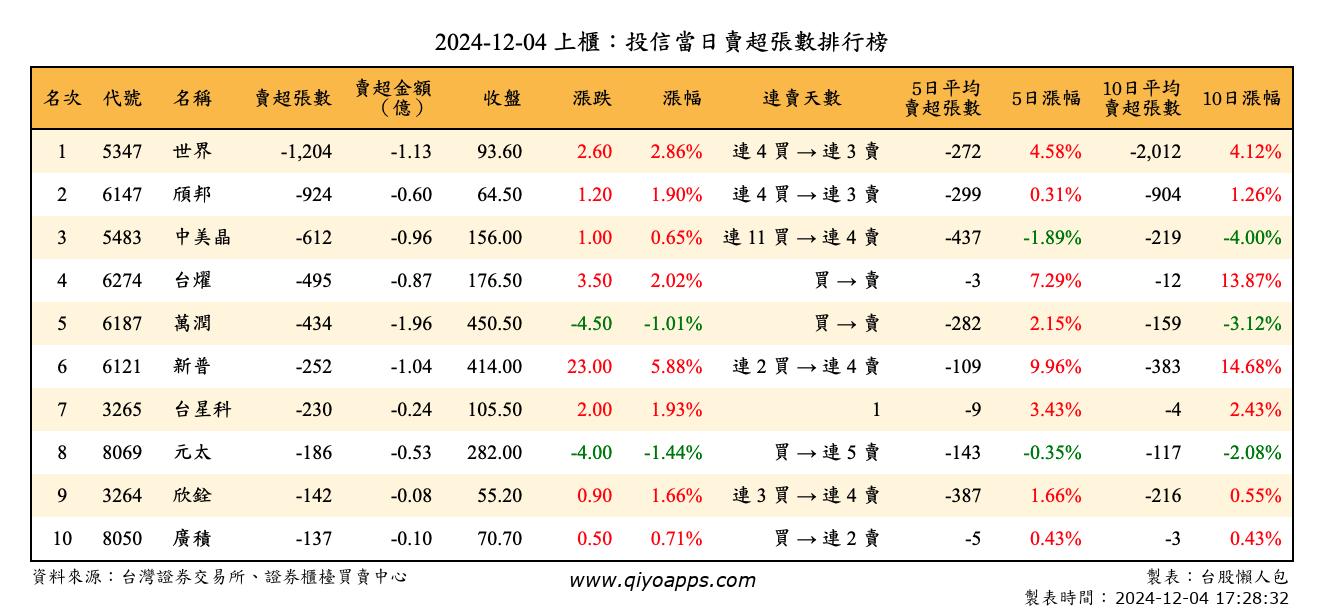 2024-12-04 上櫃：投信當日賣超張數排行榜
名次 代號 名稱 賣超張數 賣超金額（億） 收盤 漲跌 漲幅 連賣天數 5日平均賣超張數 5日漲幅 10日平均賣超張數 10日漲幅
1 5347 世界 -1,204 -1.13 93.60 2.60 2.86% 連 4 買 → 連 3 賣 -272 4.58% -2,012 4.12%
2 6147 頎邦 -924 -0.60 64.50 1.20 1.90% 連 4 買 → 連 3 賣 -299 0.31% -904 1.26%
3 5483 中美晶 -612 -0.96 156.00 1.00 0.65% 連 11 買 → 連 4 賣 -437 -1.89% -219 -4.00%
4 6274 台燿 -495 -0.87 176.50 3.50 2.02% 買 → 賣 -3 7.29% -12 13.87%
5 6187 萬潤 -434 -1.96 450.50 -4.50 -1.01% 買 → 賣 -282 2.15% -159 -3.12%
6 6121 新普 -252 -1.04 414.00 23.00 5.88% 連 2 買 → 連 4 賣 -109 9.96% -383 14.68%
7 3265 台星科 -230 -0.24 105.50 2.00 1.93% 1 -9 3.43% -4 2.43%
8 8069 元太 -186 -0.53 282.00 -4.00 -1.44% 買 → 連 5 賣 -143 -0.35% -117 -2.08%
9 3264 欣銓 -142 -0.08 55.20 0.90 1.66% 連 3 買 → 連 4 賣 -387 1.66% -216 0.55%
10 8050 廣積 -137 -0.10 70.70 0.50 0.71% 買 → 連 2 賣 -5 0.43% -3 0.43%
資料來源：台灣證券交易所、證券櫃檯買賣中心 www.qiyoapps.com 製表：台股懶人包
製表時間：2024-12-04 17:28:32